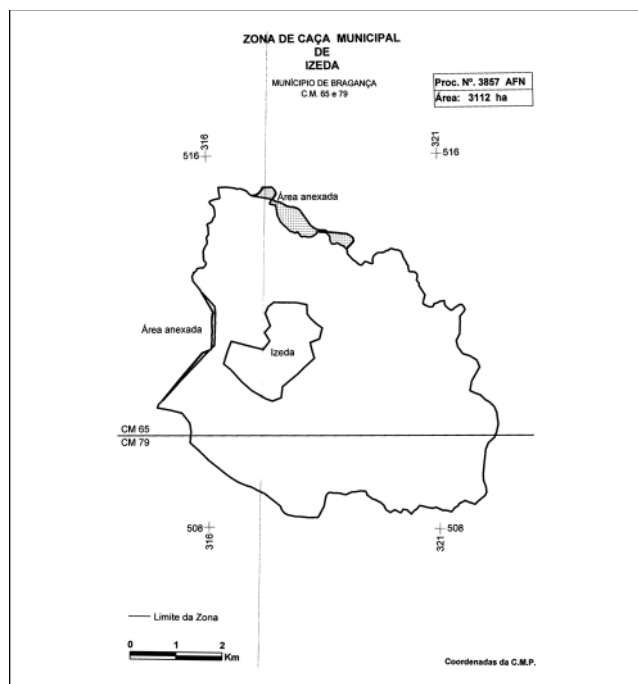 ZONA DE CAÇA MUNICIPAL
DE
IZEDA
MUNÍCIPIO DE BRAGANÇA
C.M. 65 e 79
Proc. Nº. 3857 AFN
Área: 3112 ha
316
516
321
516
Área anexada
Área anexada
Izeda
CM 65
CM 79
508
316
508
321
Limite da Zona
0 1 2
Km
Coordenadas da C.M.P.